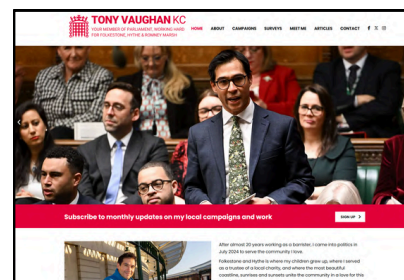 TONY VAUGHAN KC
YOUR MEMBER OF PARLIAMENT, WORKING HARD
FOR FOLKESTONE, HYTHE & ROMNEY MARSH
HOME ABOUT CAMPAIGNS SURVEYS MEET ME ARTICLES CONTACT
Subscribe to monthly updates on my local campaigns and work
SIGN UP
After almost 20 years working as a barrister, I came into politics in
July 2024 to serve the community I love.
Folkestone and Hythe is where my children grew up, where I served
as a trustee of a local charity, and where the most beautiful
coastline, sunrises and sunsets unite the community in a love for this